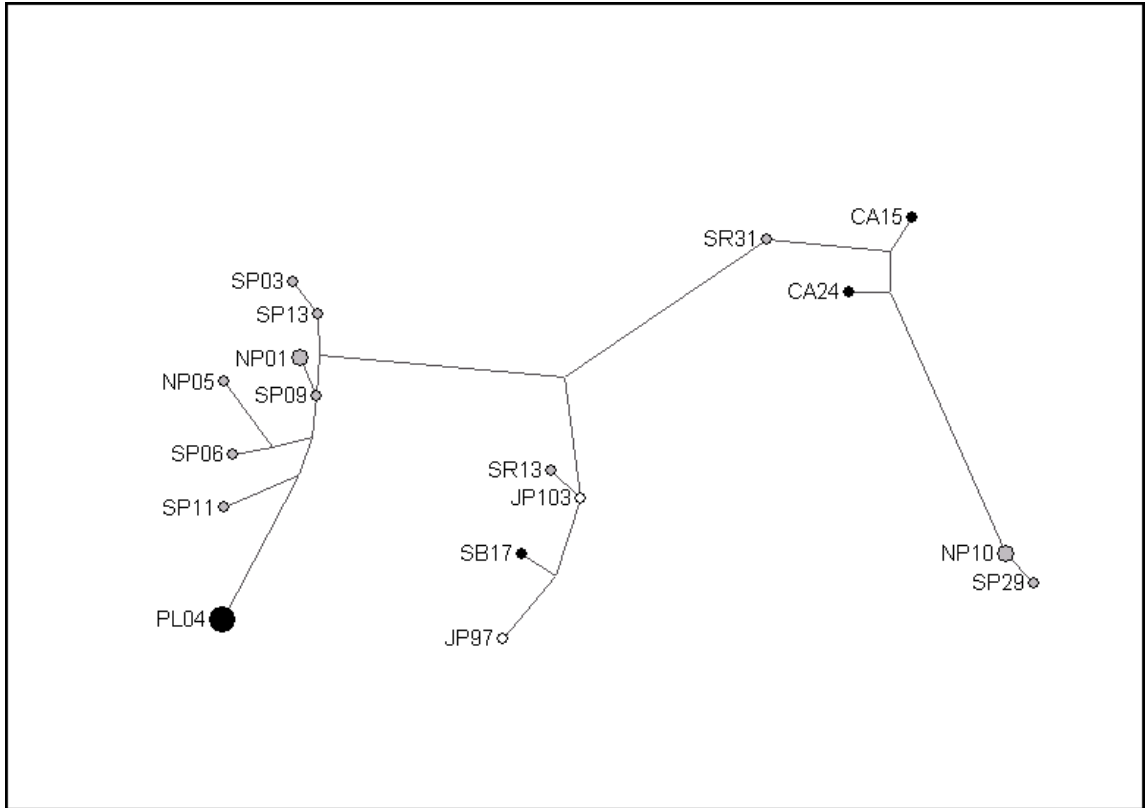 CA15
SR31
SP03
CA24
SP13
NP01
NP05
SP09
SP06
SR13
JP103
SP11
SB17
NP10
SP29
PL04
JP97